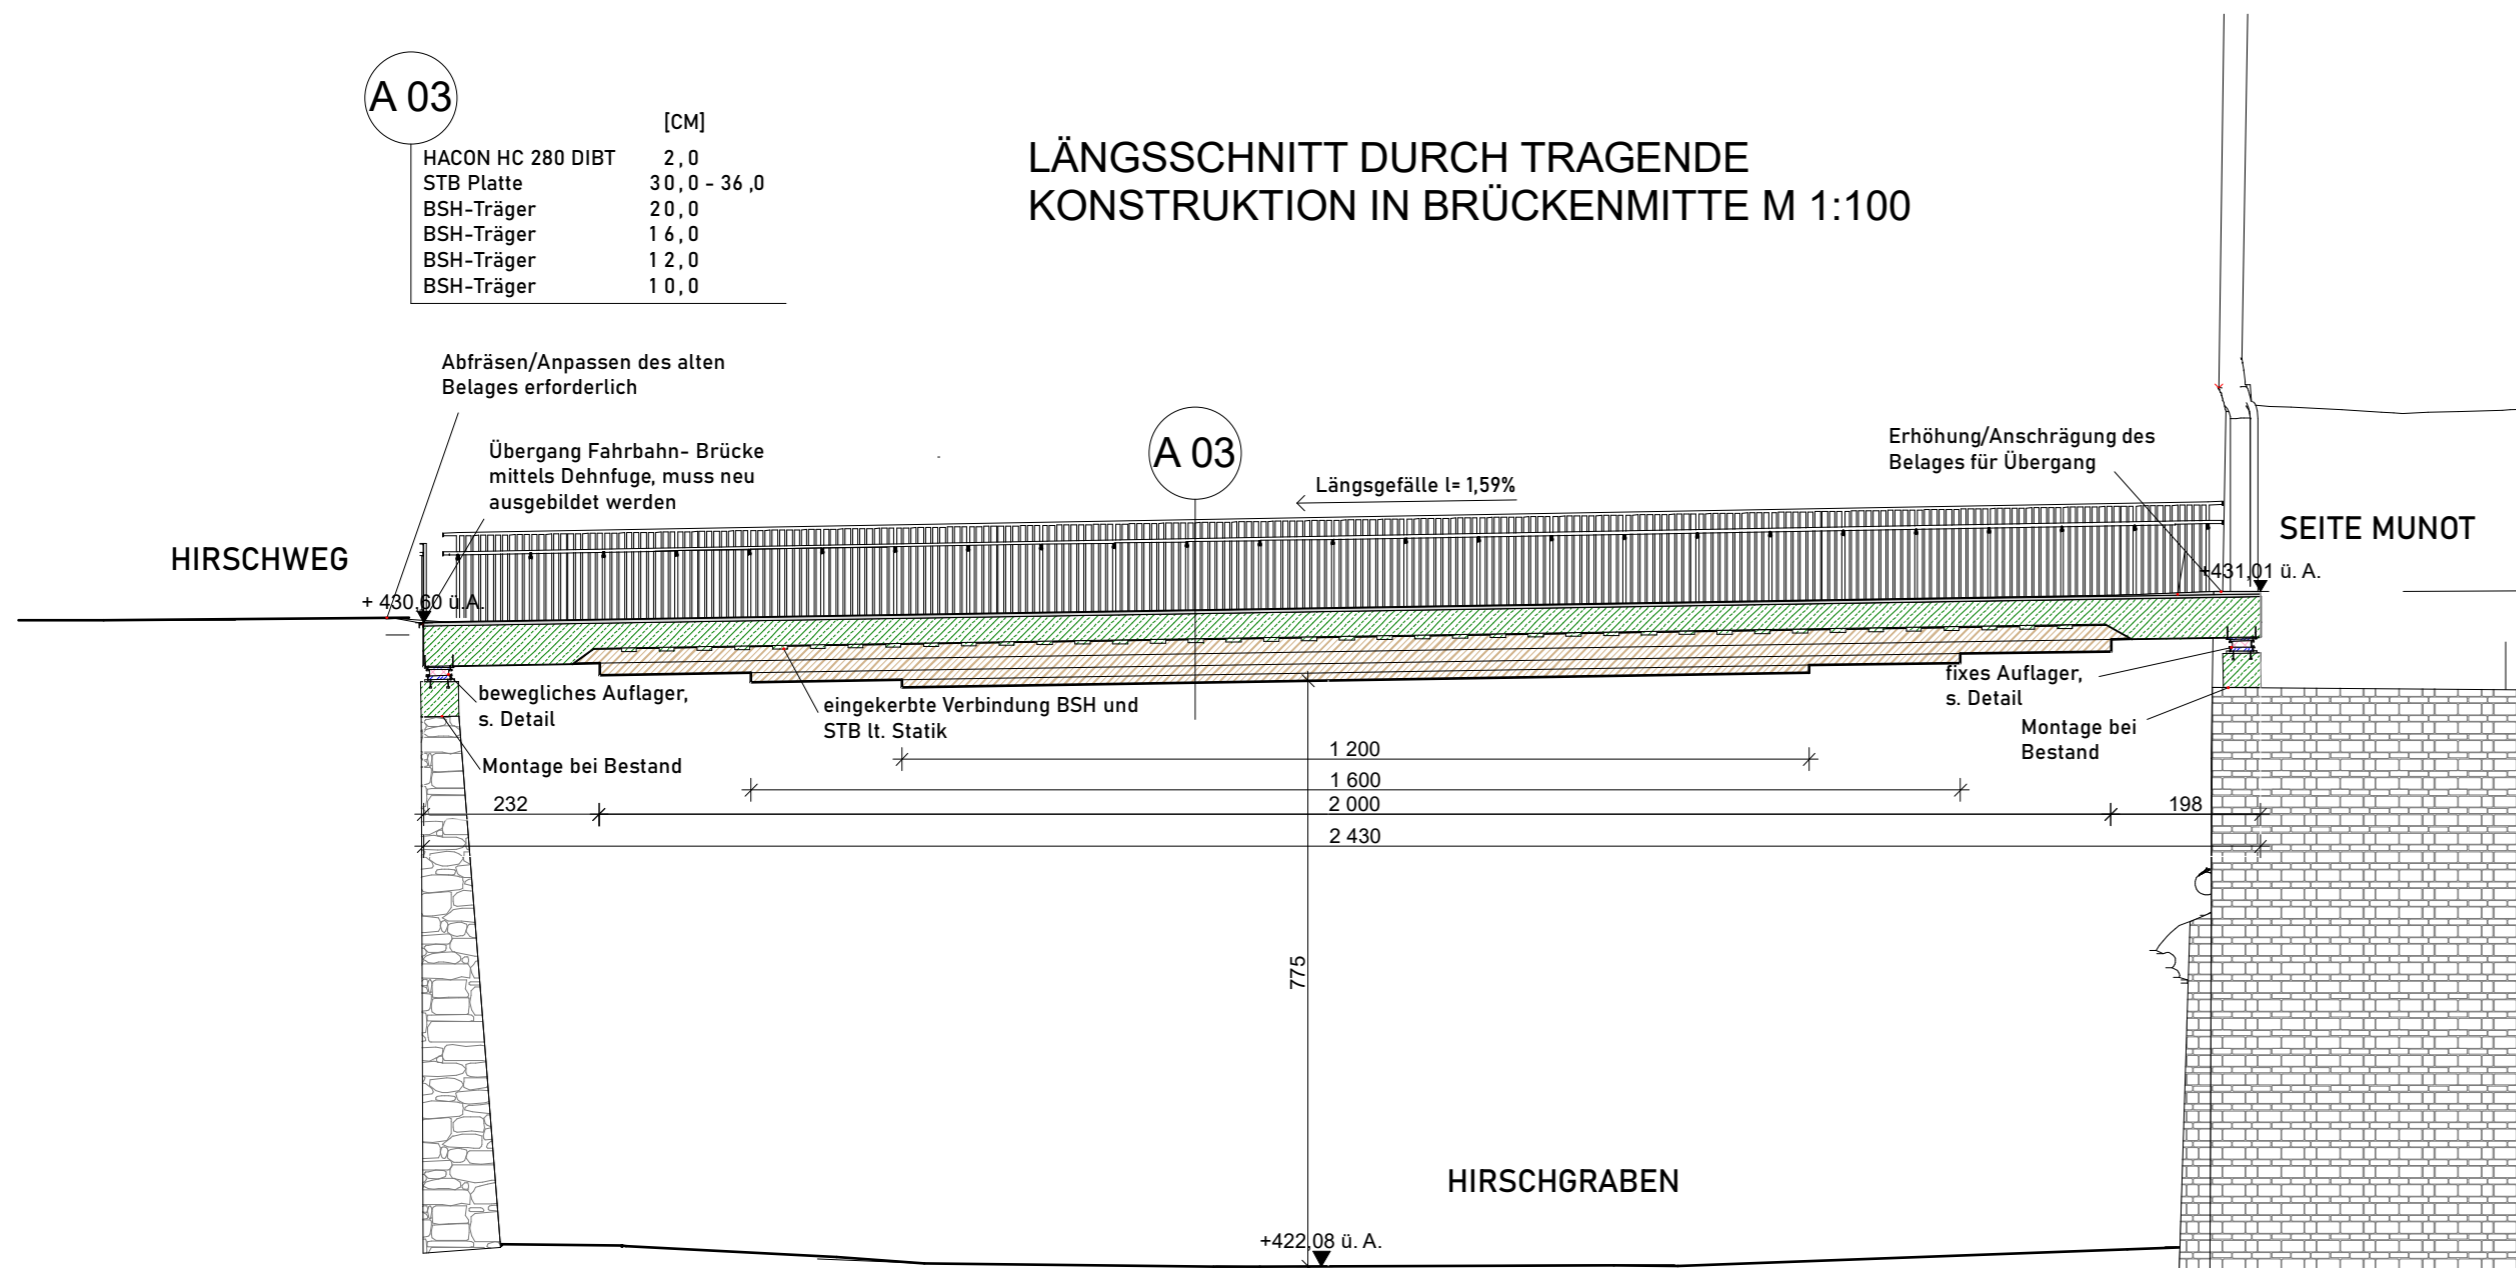 A 03
[CM]
HACON HC 280 DIBT 2,0
STB Platte 30,0 - 36,0
BSH-Träger 20,0
BSH-Träger 16,0
BSH-Träger 12,0
BSH-Träger 10,0
LÄNGSSCHNITT DURCH TRAGENDE
KONSTRUKTION IN BRÜCKENMITTE M 1:100
Abfräsen/Anpassen des alten
Belages erforderlich
Übergang Fahrbahn- Brücke
mittels Dehnfuge, muss neu
ausgebildet werden
A 03
Längsgefälle l= 1,59%
Erhöhung/Anschrägung des
Belages für Übergang
HIRSCHWEG
SEITE MUNOT
+ 430,60 ü.A.
+431,01 ü. A.
bewegliches Auflager,
s. Detail
eingekerbte Verbindung BSH und
STB lt. Statik
fixes Auflager,
s. Detail
Montage bei
Bestand
Montage bei Bestand
1 200
1 600
232
2 000
198
2 430
775
HIRSCHGRABEN
+422,08 ü. A.